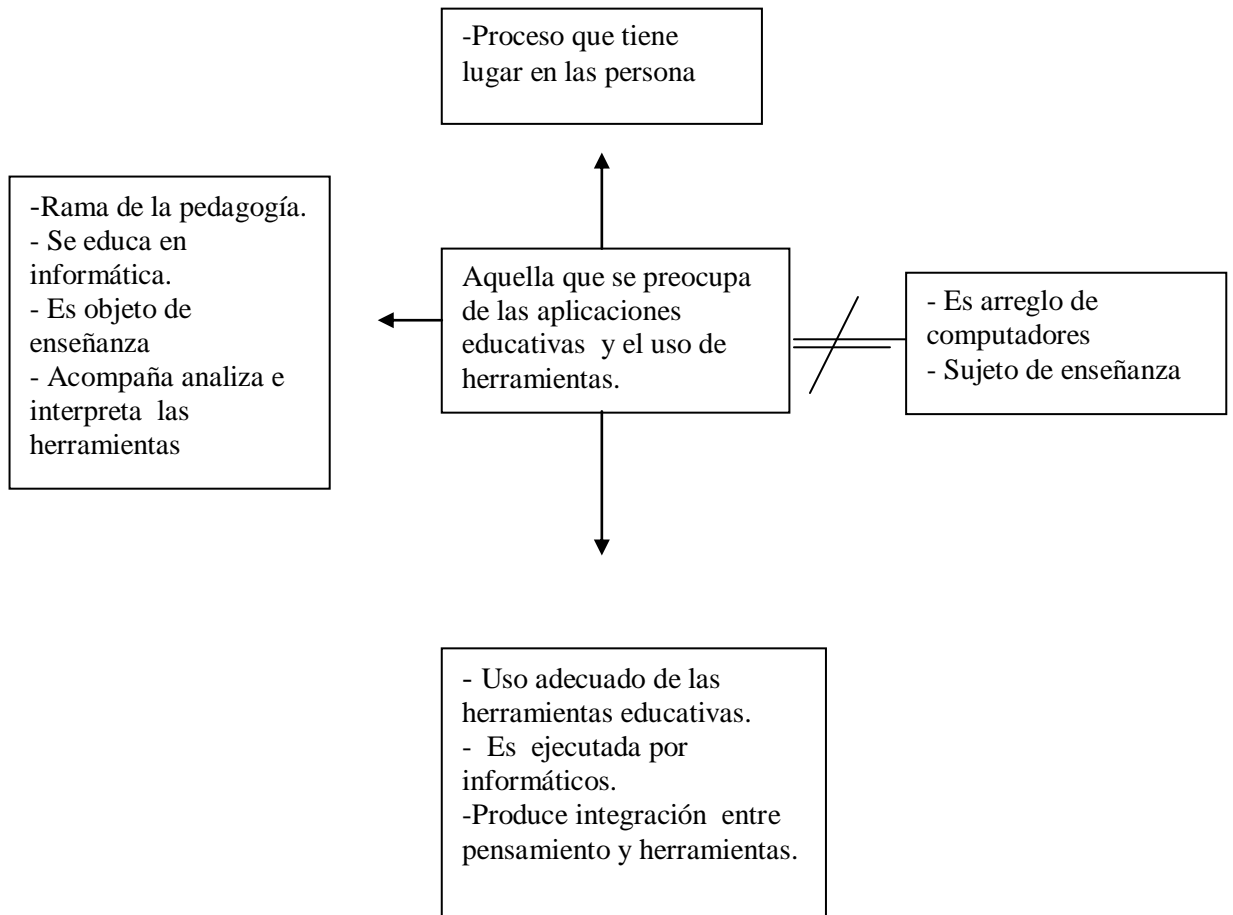 -Proceso que tiene
lugar en las persona
-Rama de la pedagogía.
- Se educa en
informática.
- Es objeto de
enseñanza
- Acompaña analiza e
interpreta las
herramientas
Aquella que se preocupa
de las aplicaciones
educativas y el uso de
herramientas.
- Es arreglo de
computadores
- Sujeto de enseñanza
- Uso adecuado de las
herramientas educativas.
- Es ejecutada por
informáticos.
-Produce integración entre
pensamiento y herramientas.